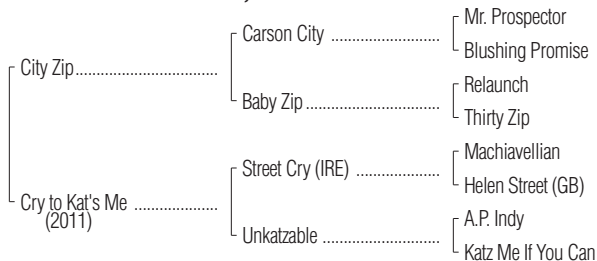 Mr. Prospector
Carson City ........................
Blushing Promise
City Zip................................
Relaunch
Baby Zip..............................
Thirty Zip
Machiavellian
Street Cry (IRE) ..................
Helen Street (GB)
Cry to Kat's Me ...................
(2011)
A.P. Indy
Unkatzable .........................
Katz Me If You Can